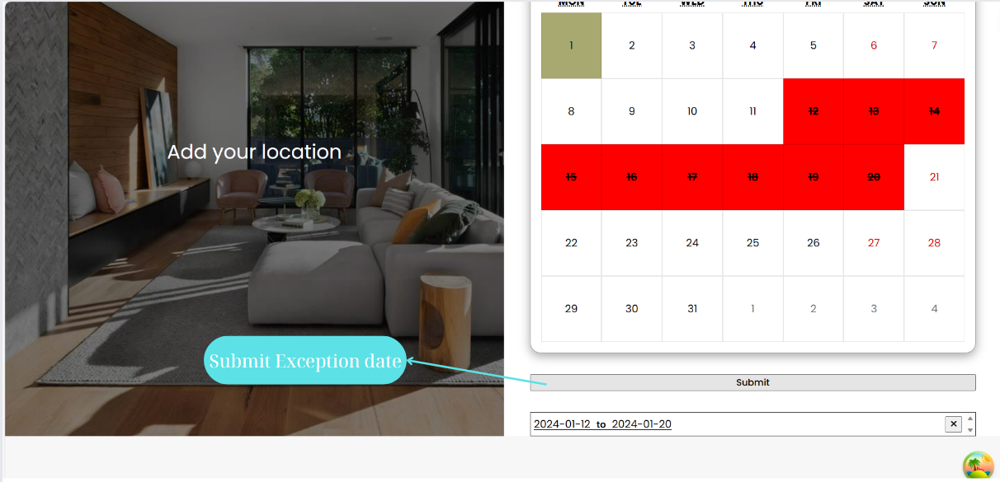 Add your location
Submit Exception date
MON TUE WED THU FRI SAT SUN
1 2 3 4 5 6 7
8 9 10 11 12 13 14
15 16 17 18 19 20 21
22 23 24 25 26 27 28
29 30 31 1 2 3 4
Submit
2024-01-12 to 2024-01-20 ×